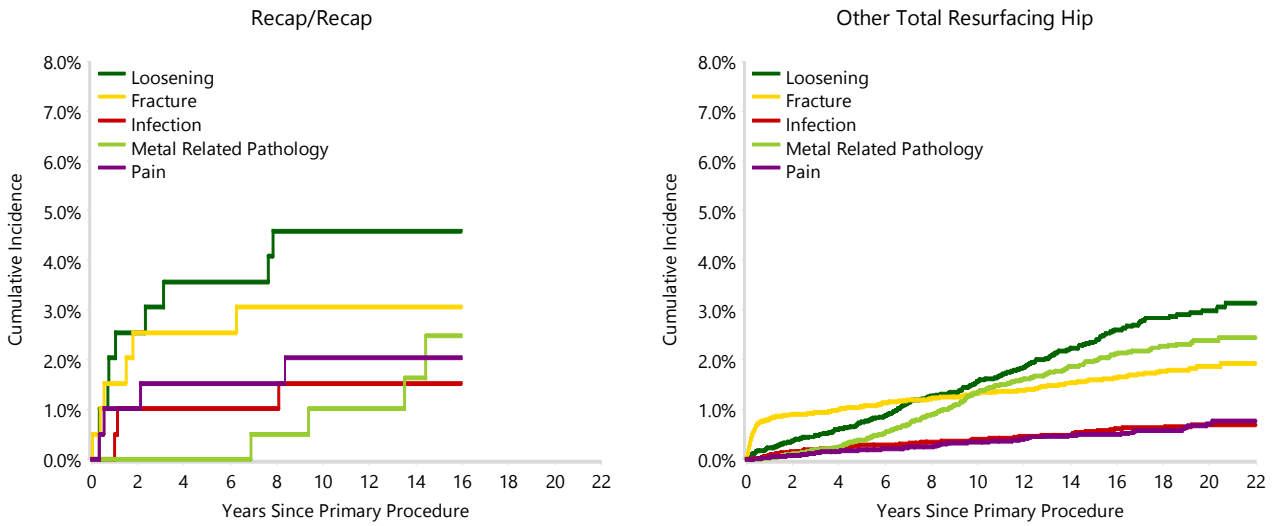 Recap/Recap
8.0%
7.0%
6.0%
5.0%
4.0%
3.0%
2.0%
1.0%
0.0%
Cumulative Incidence
Loosening
Fracture
Infection
Metal Related Pathology
Pain
0 2 4 6 8 10 12 14 16 18 20 22
Years Since Primary Procedure
Other Total Resurfacing Hip
8.0%
7.0%
6.0%
5.0%
4.0%
3.0%
2.0%
1.0%
0.0%
Cumulative Incidence
Loosening
Fracture
Infection
Metal Related Pathology
Pain
0 2 4 6 8 10 12 14 16 18 20 22
Years Since Primary Procedure